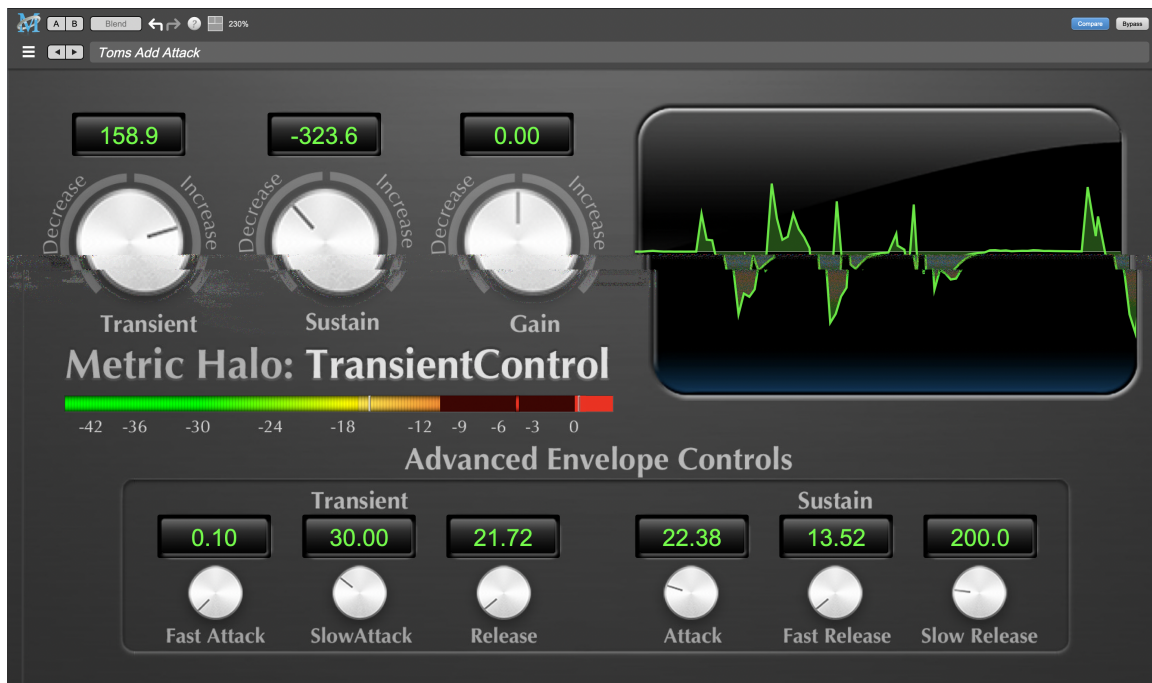 A B Blend ? 230% Compare Bypass
Toms Add Attack
158.9 -323.6 0.00
Decrease Increase Decrease Increase Decrease Increase
Transient Sustain Gain
Metric Halo: TransientControl
-42 -36 -30 -24 -18 -12 -9 -6 -3 0
Advanced Envelope Controls
Transient Sustain
0.10 30.00 21.72 22.38 13.52 200.0
Fast Attack SlowAttack Release Attack Fast Release Slow Release